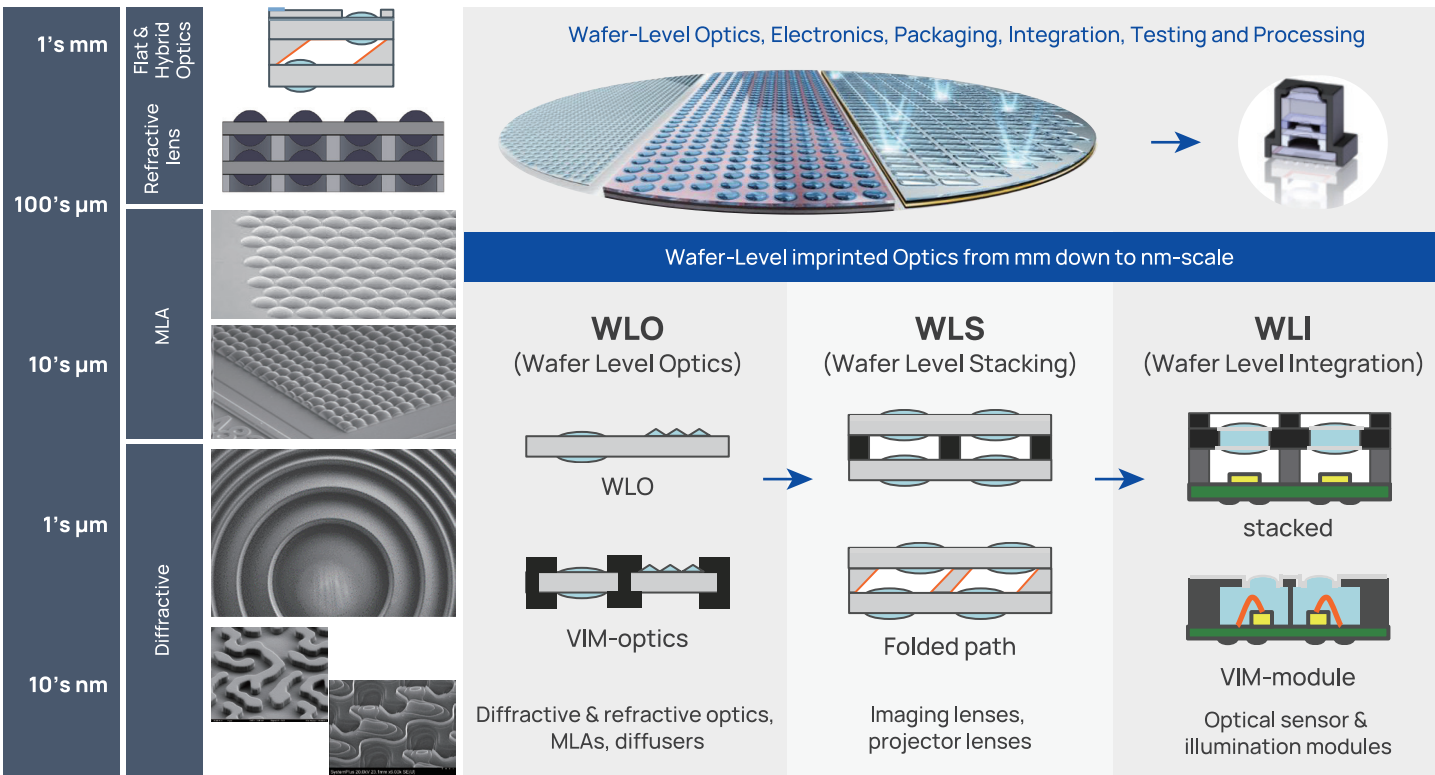 1's mm
100's µm
10's µm
1's µm
10's nm
Flat &
Hybrid
Optics
Refractive
lens
MLA
Diffractive
Wafer-Level Optics, Electronics, Packaging, Integration, Testing and Processing
Wafer-Level imprinted Optics from mm down to nm-scale
WLO
(Wafer Level Optics)
WLO
VIM-optics
Diffractive & refractive optics,
MLAs, diffusers
WLS
(Wafer Level Stacking)
Folded path
Imaging lenses,
projector lenses
WLI
(Wafer Level Integration)
stacked
VIM-module
Optical sensor &
illumination modules